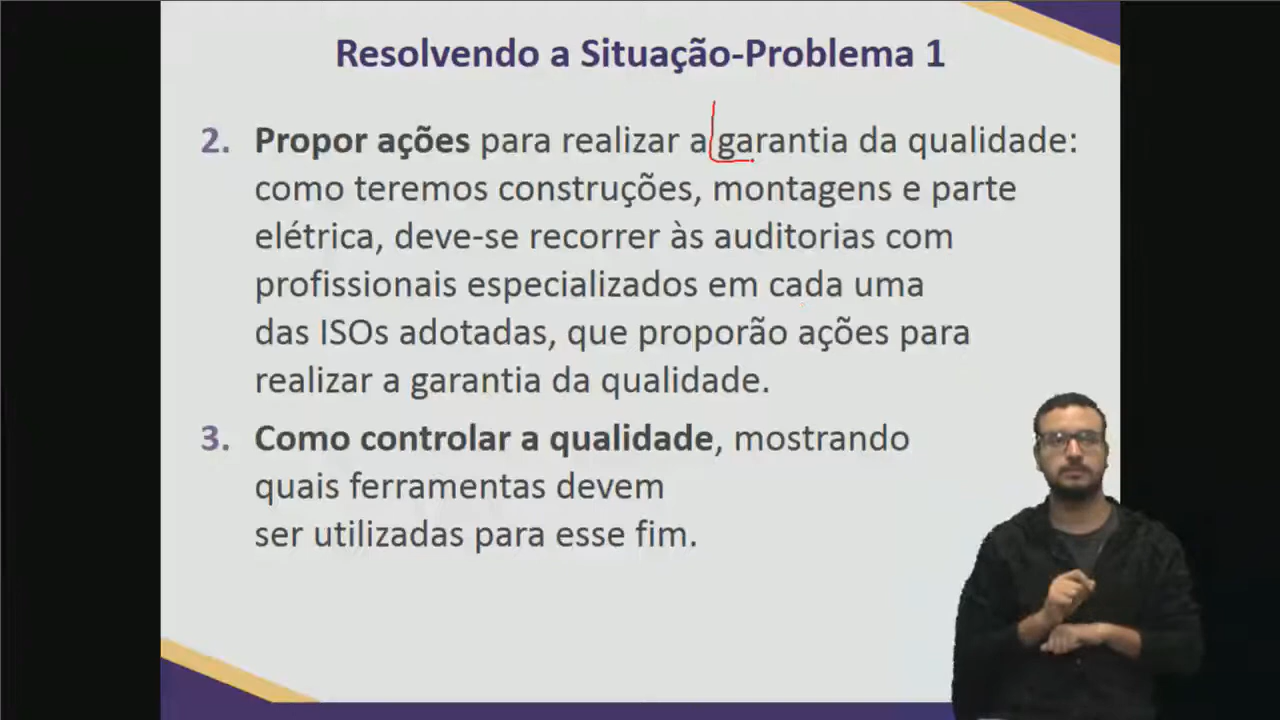 Resolvendo a Situação-Problema 1
2. Propor ações para realizar a garantia da qualidade:
como teremos construções, montagens e parte
elétrica, deve-se recorrer às auditorias com
profissionais especializados em cada uma
das ISOs adotadas, que proporão ações para
realizar a garantia da qualidade.
3. Como controlar a qualidade, mostrando
quais ferramentas devem
ser utilizadas para esse fim.